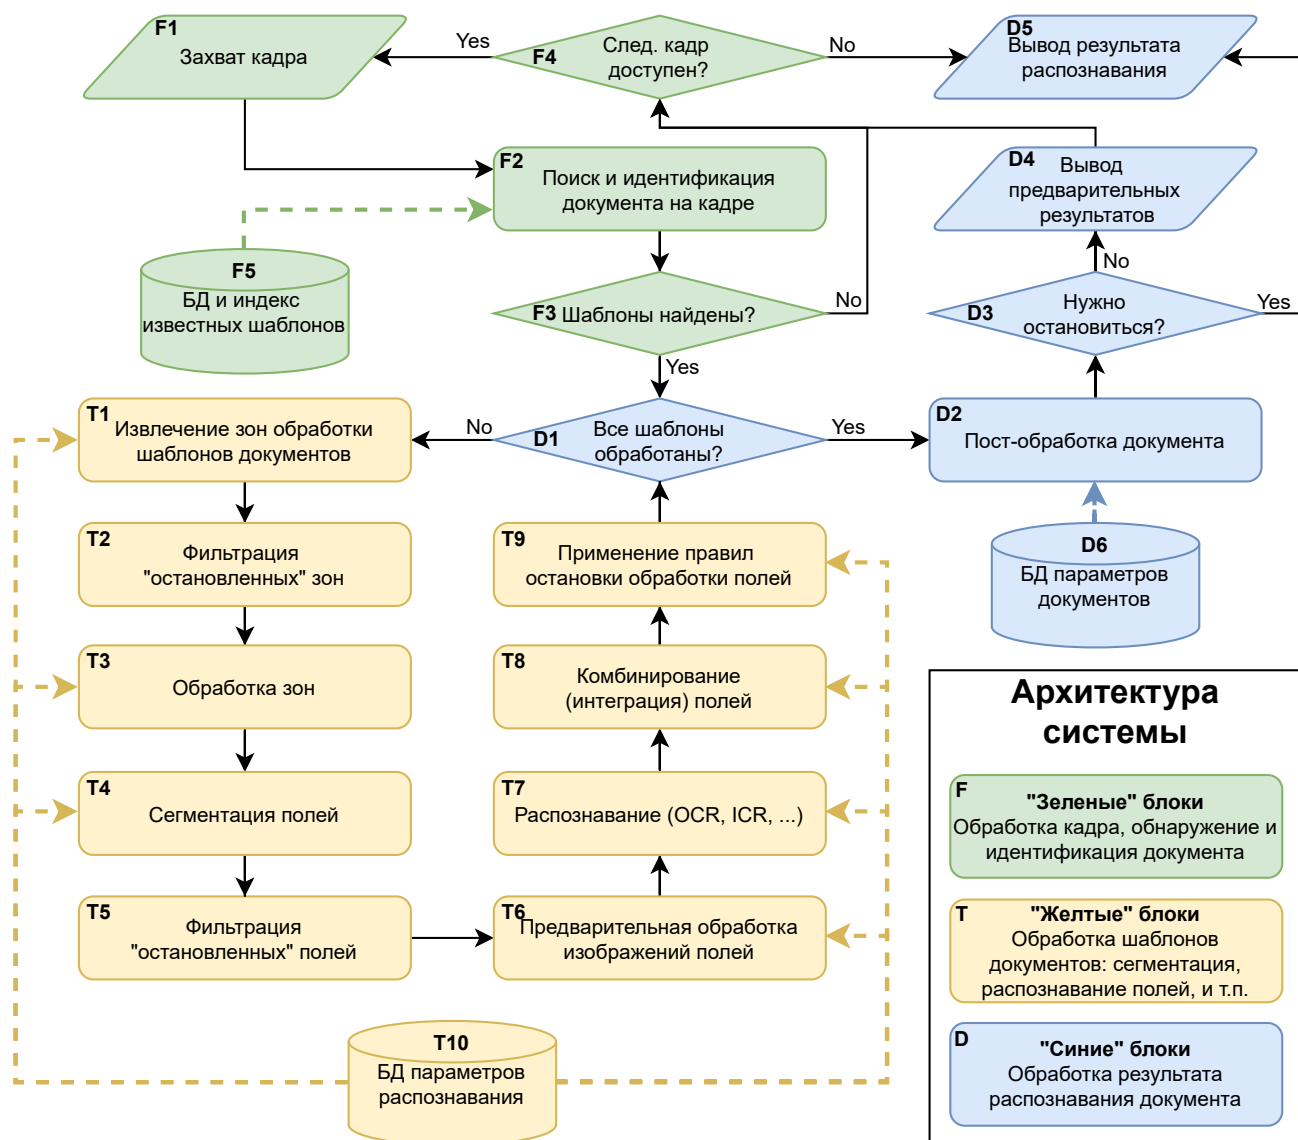 F1
Захват кадра
Yes
F4
След. кадр
доступен?
No
D5
Вывод результата
распознавания
F2
Поиск и идентификация
документа на кадре
D4
Вывод
предварительных
результатов
F5
БД и индекс
известных шаблонов
F3
Шаблоны найдены?
No
Yes
No
D3
Нужно
остановиться?
Yes
T1
Извлечение зон обработки
шаблонов документов
No
D1
Все шаблоны
обработаны?
Yes
D2
Пост-обработка документа
T2
Фильтрация
"остановленных" зон
T9
Применение правил
остановки обработки полей
D6
БД параметров
документов
T3
Обработка зон
T8
Комбинирование
(интеграция) полей
T4
Сегментация полей
T7
Распознавание (OCR, ICR, ...)
T5
Фильтрация
"остановленных" полей
T6
Предварительная обработка
изображений полей
T10
БД параметров
распознавания
Архитектура
системы
F
"Зеленые" блоки
Обработка кадра, обнаружение и
идентификация документа
T
"Желтые" блоки
Обработка шаблонов
документов: сегментация,
распознавание полей, и т.п.
D
"Синие" блоки
Обработка результата
распознавания документа